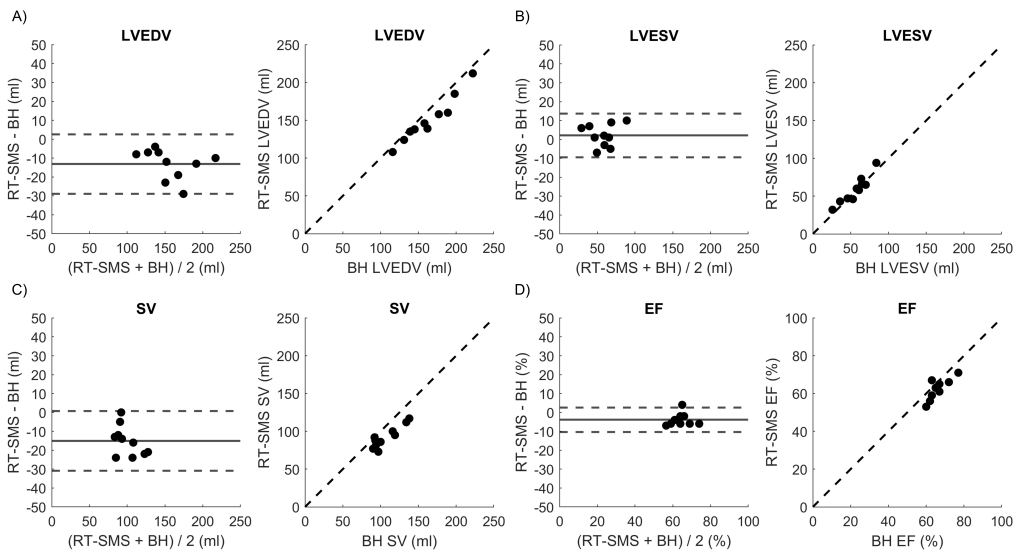 A)
LVEDV
RT-SMS - BH (ml)
50
40
30
20
10
0
-10
-20
-30
-40
-50
0 50 100 150 200 250
(RT-SMS + BH) / 2 (ml)
LVEDV
RT-SMS LVEDV (ml)
250
200
150
100
50
0
0 50 100 150 200 250
BH LVEDV (ml)
B)
LVESV
RT-SMS - BH (ml)
50
40
30
20
10
0
-10
-20
-30
-40
-50
0 50 100 150 200 250
(RT-SMS + BH) / 2 (ml)
LVESV
RT-SMS LVESV (ml)
250
200
150
100
50
0
0 50 100 150 200 250
BH LVESV (ml)
C)
SV
RT-SMS - BH (ml)
50
40
30
20
10
0
-10
-20
-30
-40
-50
0 50 100 150 200 250
(RT-SMS + BH) / 2 (ml)
SV
RT-SMS SV (ml)
250
200
150
100
50
0
0 50 100 150 200 250
BH SV (ml)
D)
EF
RT-SMS - BH (%)
50
40
30
20
10
0
-10
-20
-30
-40
-50
0 20 40 60 80 100
(RT-SMS + BH) / 2 (%)
EF
RT-SMS EF (%)
100
80
60
40
20
0
0 20 40 60 80 100
BH EF (%)